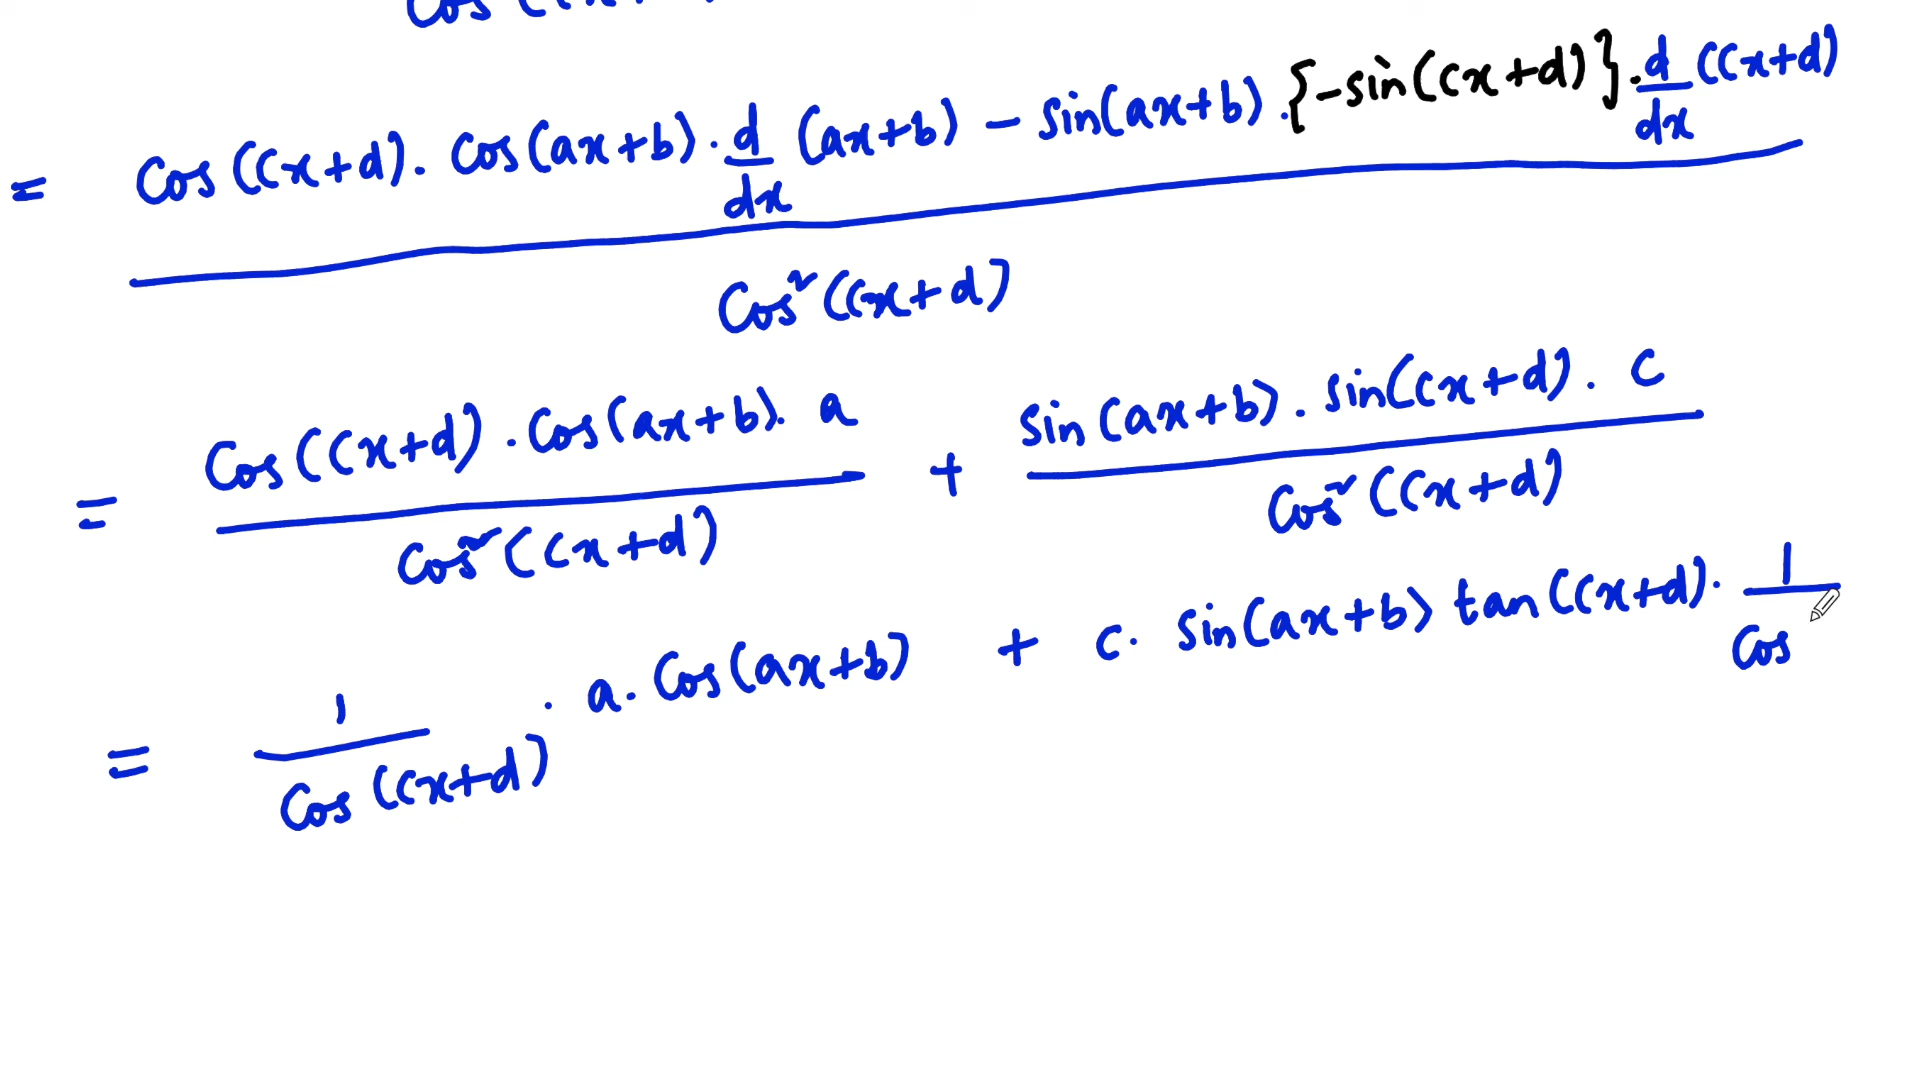 = Cos(cx+d). Cos(ax+b). d/dx (ax+b) - sin(ax+b). {-sin(cx+d)}. d/dx (cx+d)
Cos²(cx+d)
= Cos(cx+d). Cos(ax+b). a / Cos²(cx+d) + sin(ax+b). sin(cx+d). c / Cos²(cx+d)
= 1/Cos(cx+d) . a. Cos(ax+b) + c. sin(ax+b) tan(cx+d). 1/Cos